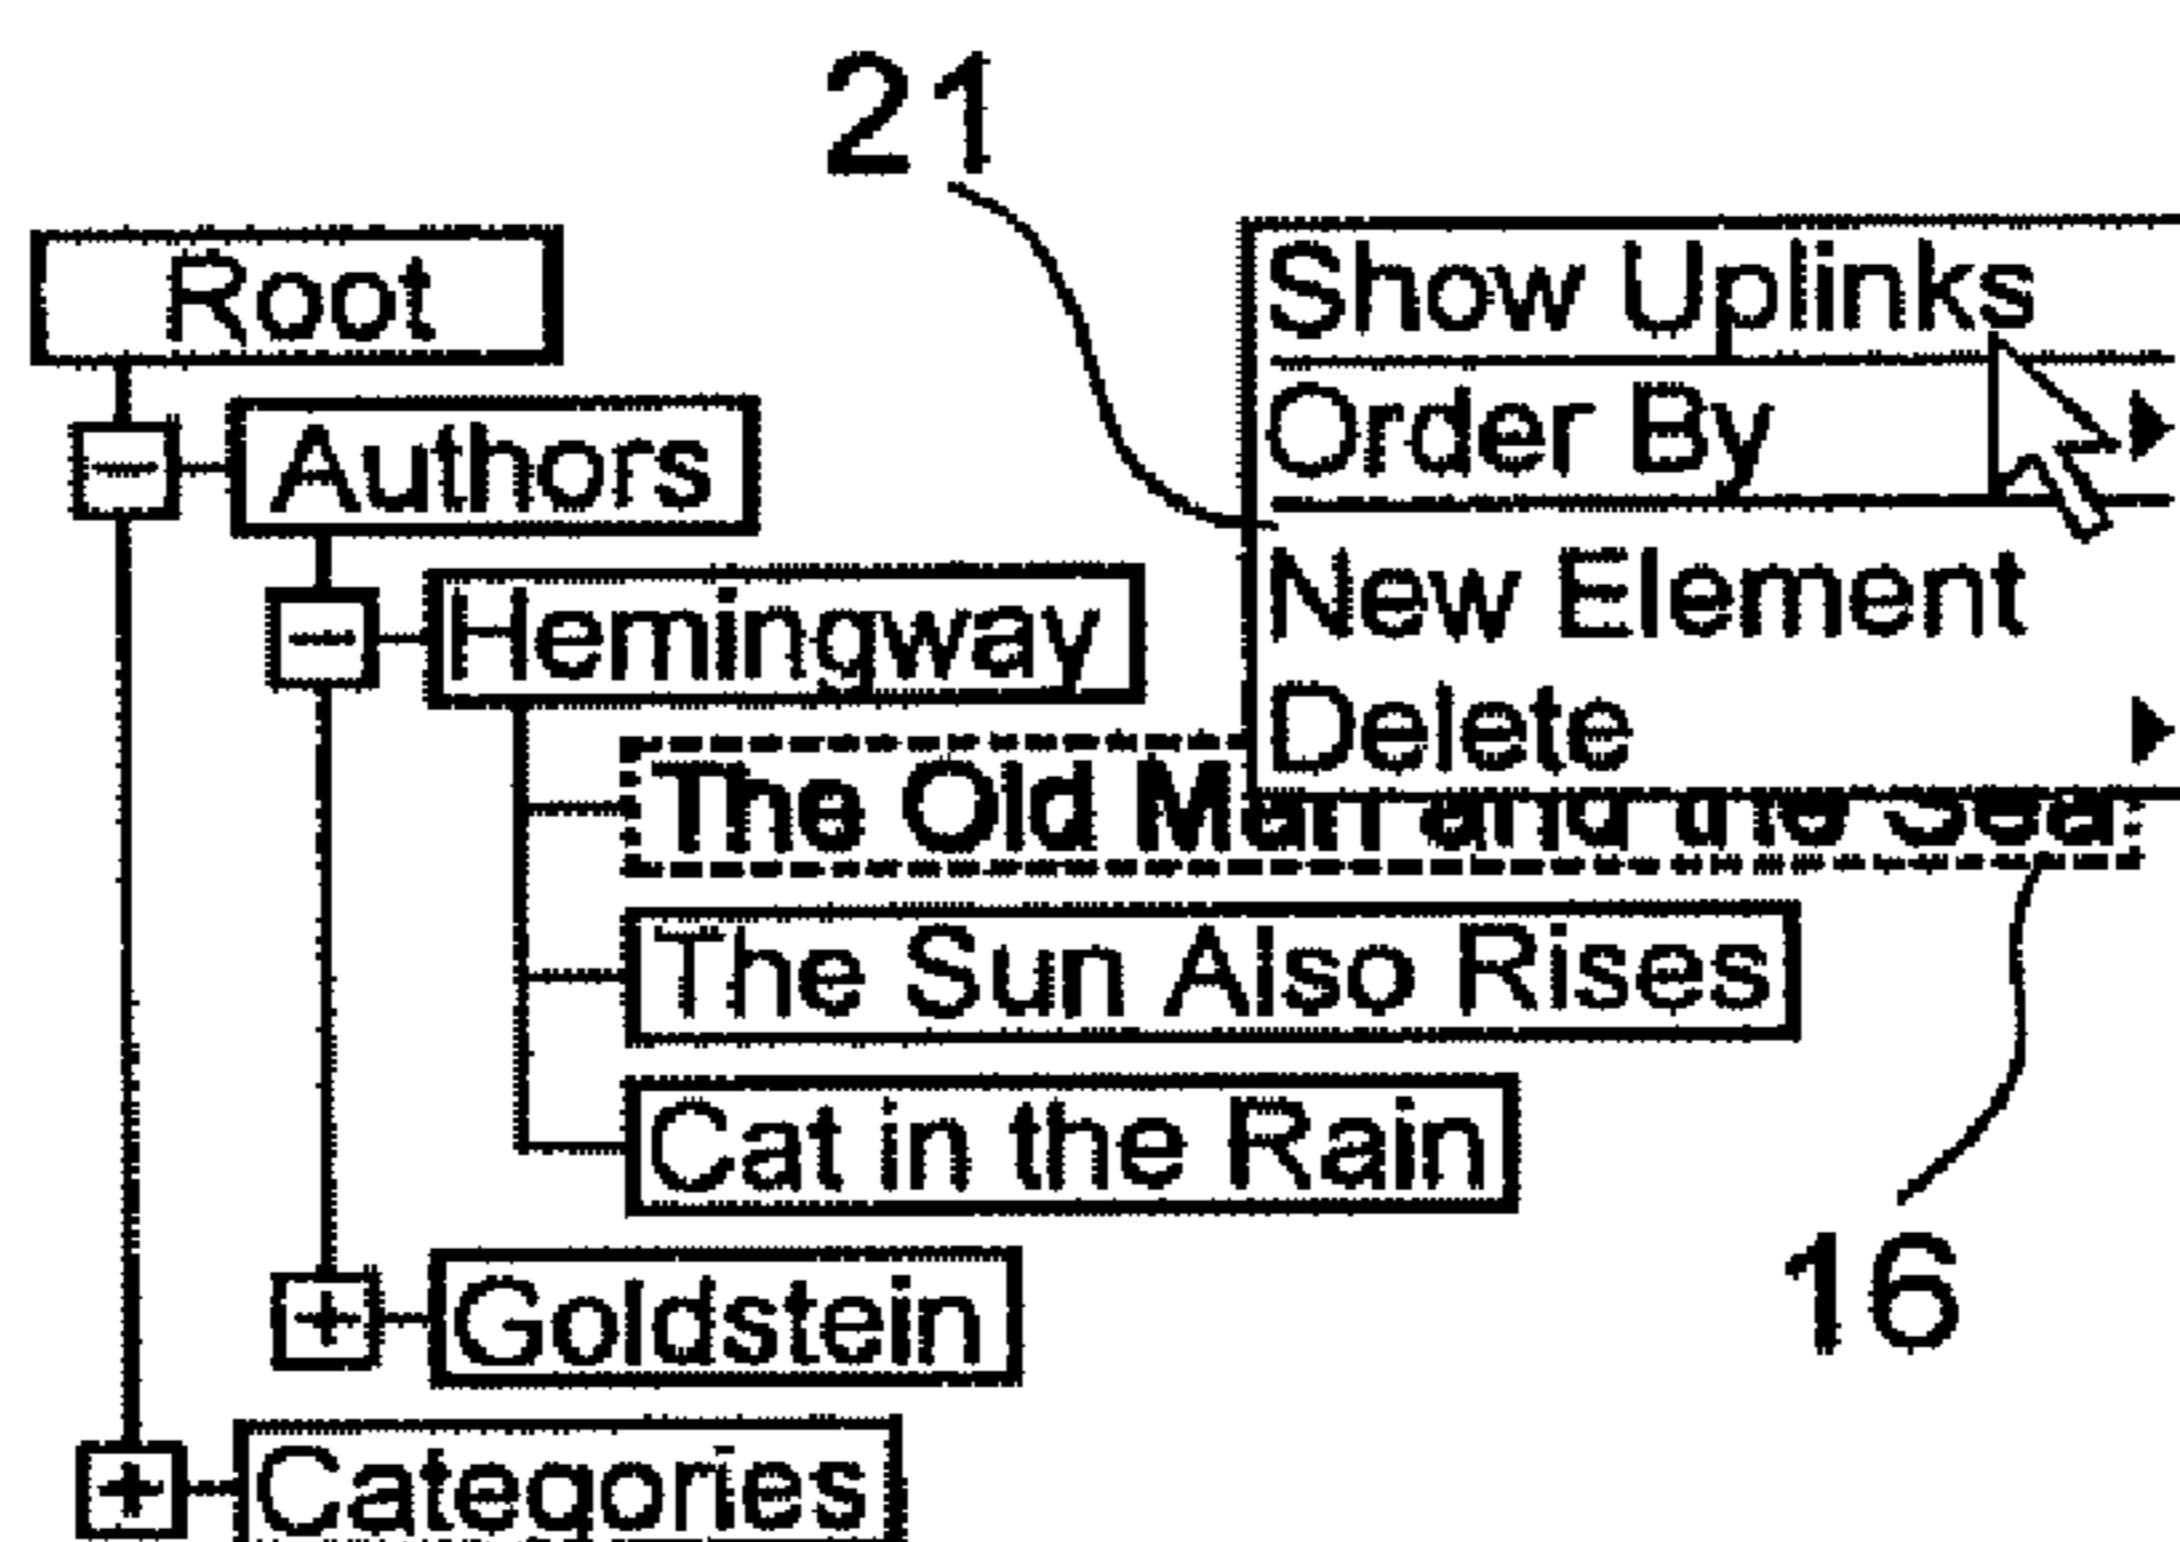 21
Root
Show Uplinks
Order By
Authors
New Element
Hemingway
Delete
The Old Man and the Sea
The Sun Also Rises
Cat in the Rain
16
Goldstein
Categories